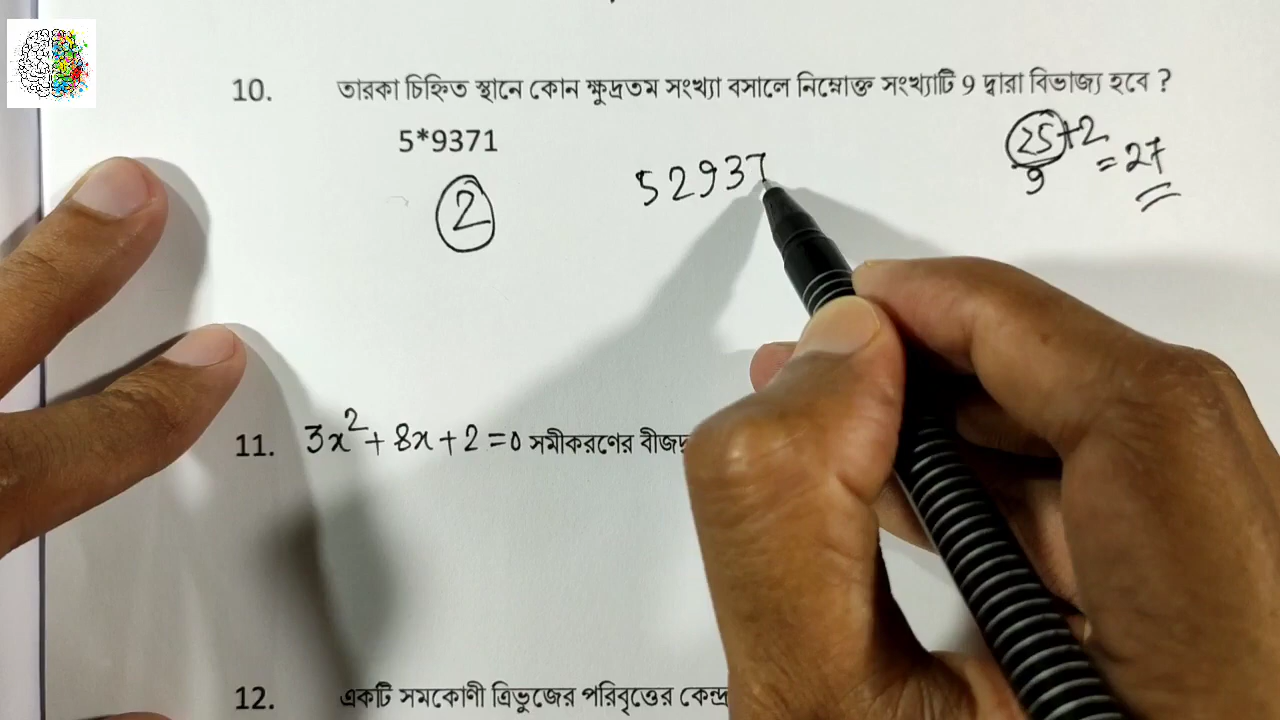 10. তারকা চিহ্নিত স্থানে কোন ক্ষুদ্রতম সংখ্যা বসালে নিম্নোক্ত সংখ্যাটি 9 দ্বারা বিভাজ্য হবে ?
5*9371
25+2
9
=27
2
52937
11. 3x²+8x+2=0 সমীকরণের
12. একটি সমকোণী ত্রিভুজের পরিবৃত্তের